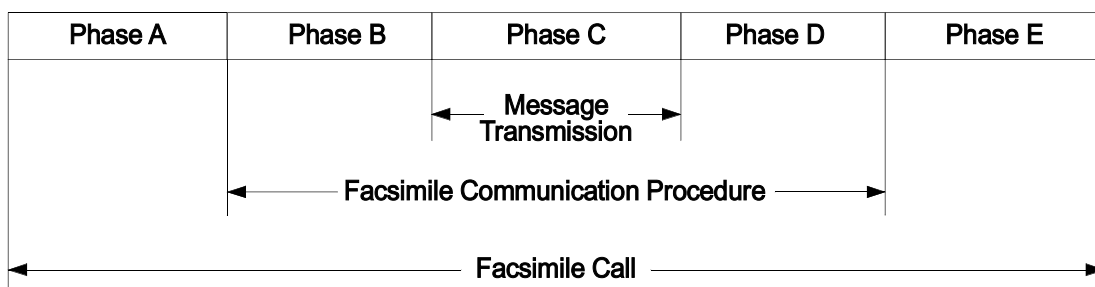 Phase A Phase B Phase C Phase D Phase E
Message
Transmission
Facsimile Communication Procedure
Facsimile Call